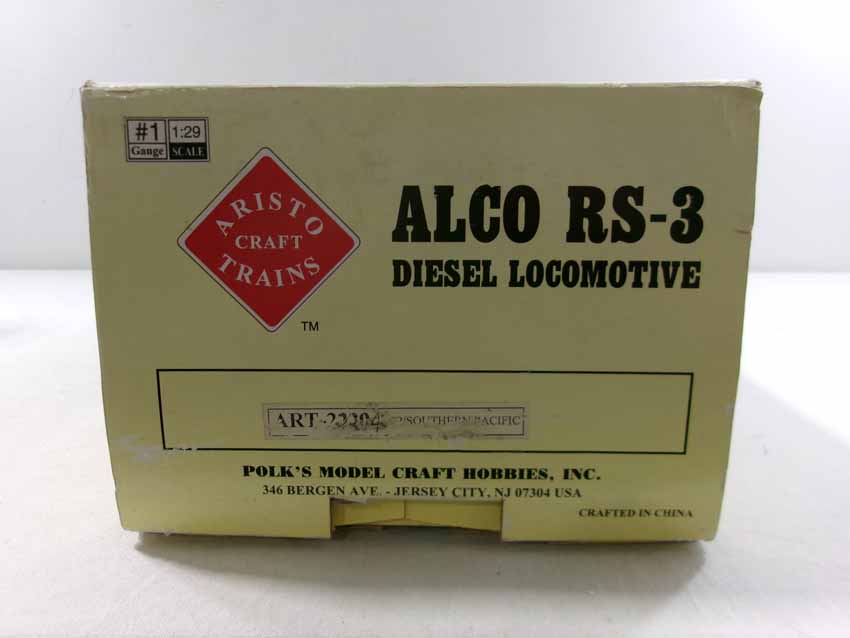 #1
Gauge
1:29
SCALE
ARISTO
CRAFT
TRAINS
TM
ALCO RS-3
DIESEL LOCOMOTIVE
/SOUTHERN PACIFIC
POLK'S MODEL CRAFT HOBBIES, INC.
346 BERGEN AVE. - JERSEY CITY, NJ 07304 USA
CRAFTED IN CHINA